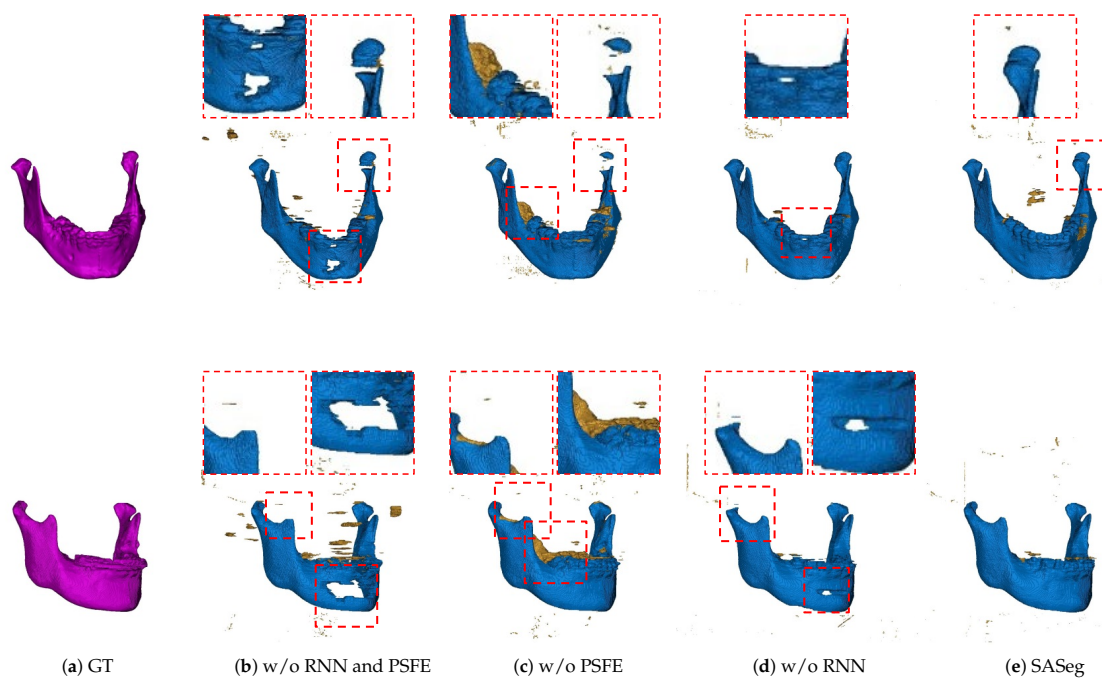 (a) GT
(b) w/o RNN and PSFE
(c) w/o PSFE
(d) w/o RNN
(e) SASeg